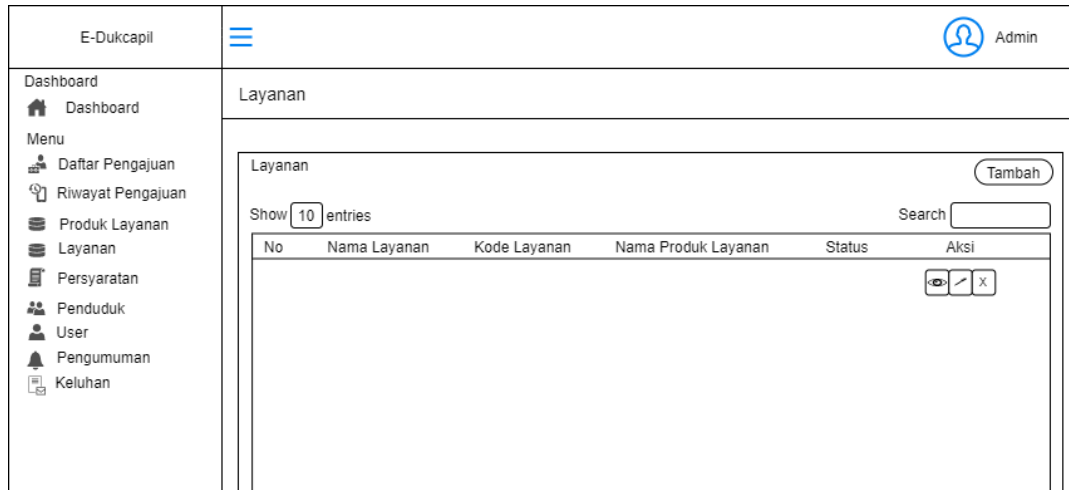 E-Dukcapil
Admin
Dashboard
Dashboard
Menu
Daftar Pengajuan
Riwayat Pengajuan
Produk Layanan
Layanan
Persyaratan
Penduduk
User
Pengumuman
Keluhan
Layanan
Layanan
Tambah
Show 10 entries
Search
No Nama Layanan Kode Layanan Nama Produk Layanan Status Aksi
X